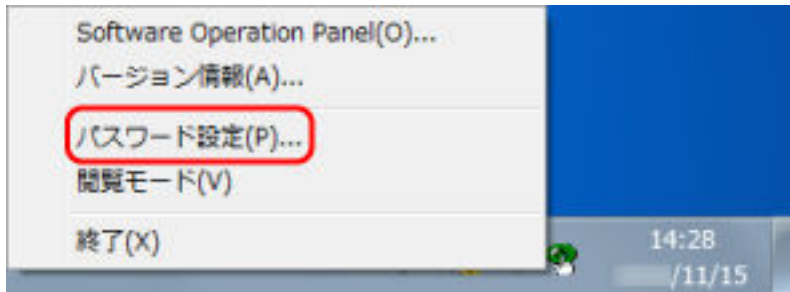 Software Operation Panel(O)...
バージョン情報(A)...
パスワード設定(P)...
閲覧モード(V)
終了(X)
14:28
/11/15